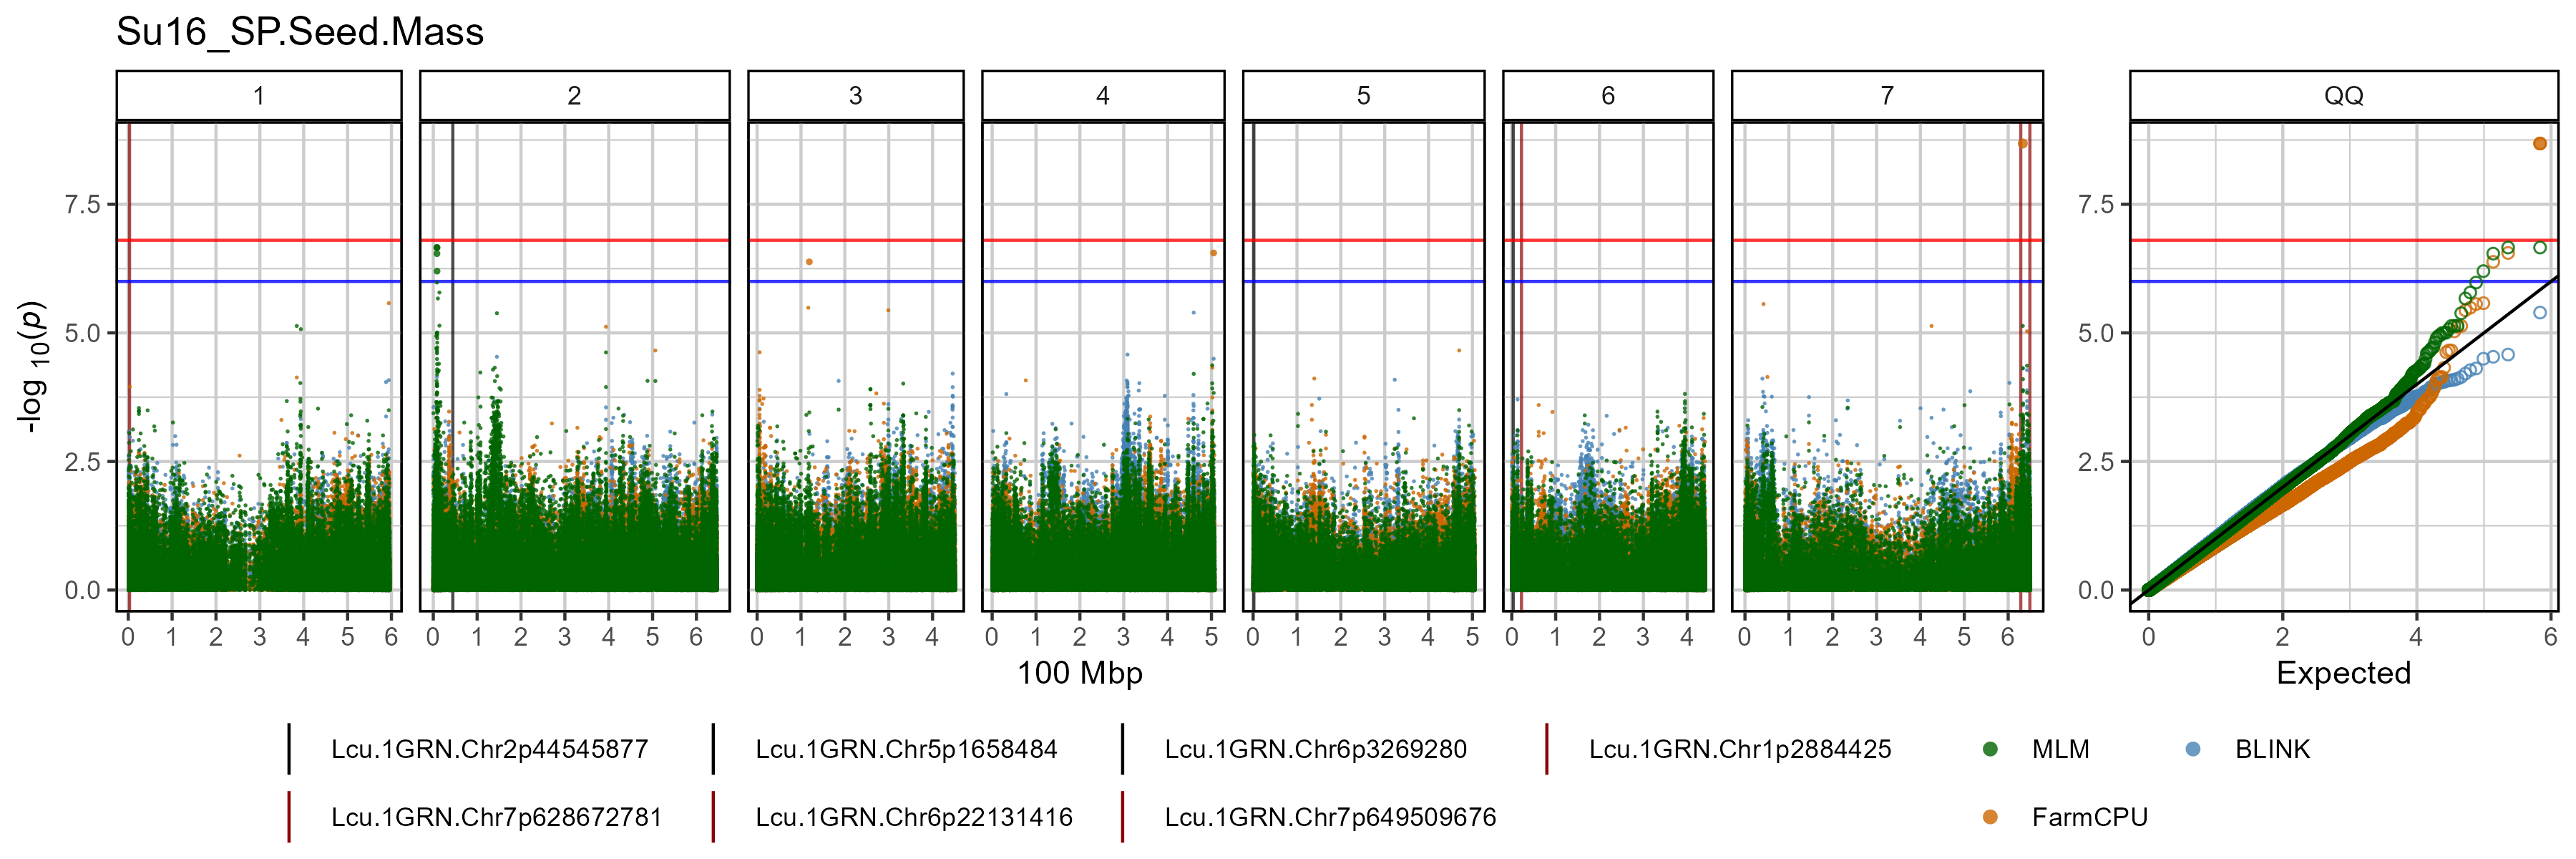 Su16_SP.Seed.Mass
1 2 3 4 5 6 7 QQ
-log 10(p)
7.5
5.0
2.5
0.0
7.5
5.0
2.5
0.0
0 1 2 3 4 5 6
0 1 2 3 4 5 6
0 1 2 3 4
0 1 2 3 4 5
0 1 2 3 4 5
0 1 2 3 4
0 1 2 3 4 5 6
0 2 4 6
100 Mbp
Expected
Lcu.1GRN.Chr2p44545877 Lcu.1GRN.Chr5p1658484 Lcu.1GRN.Chr6p3269280 Lcu.1GRN.Chr1p2884425 MLM BLINK
Lcu.1GRN.Chr7p628672781 Lcu.1GRN.Chr6p22131416 Lcu.1GRN.Chr7p649509676 FarmCPU